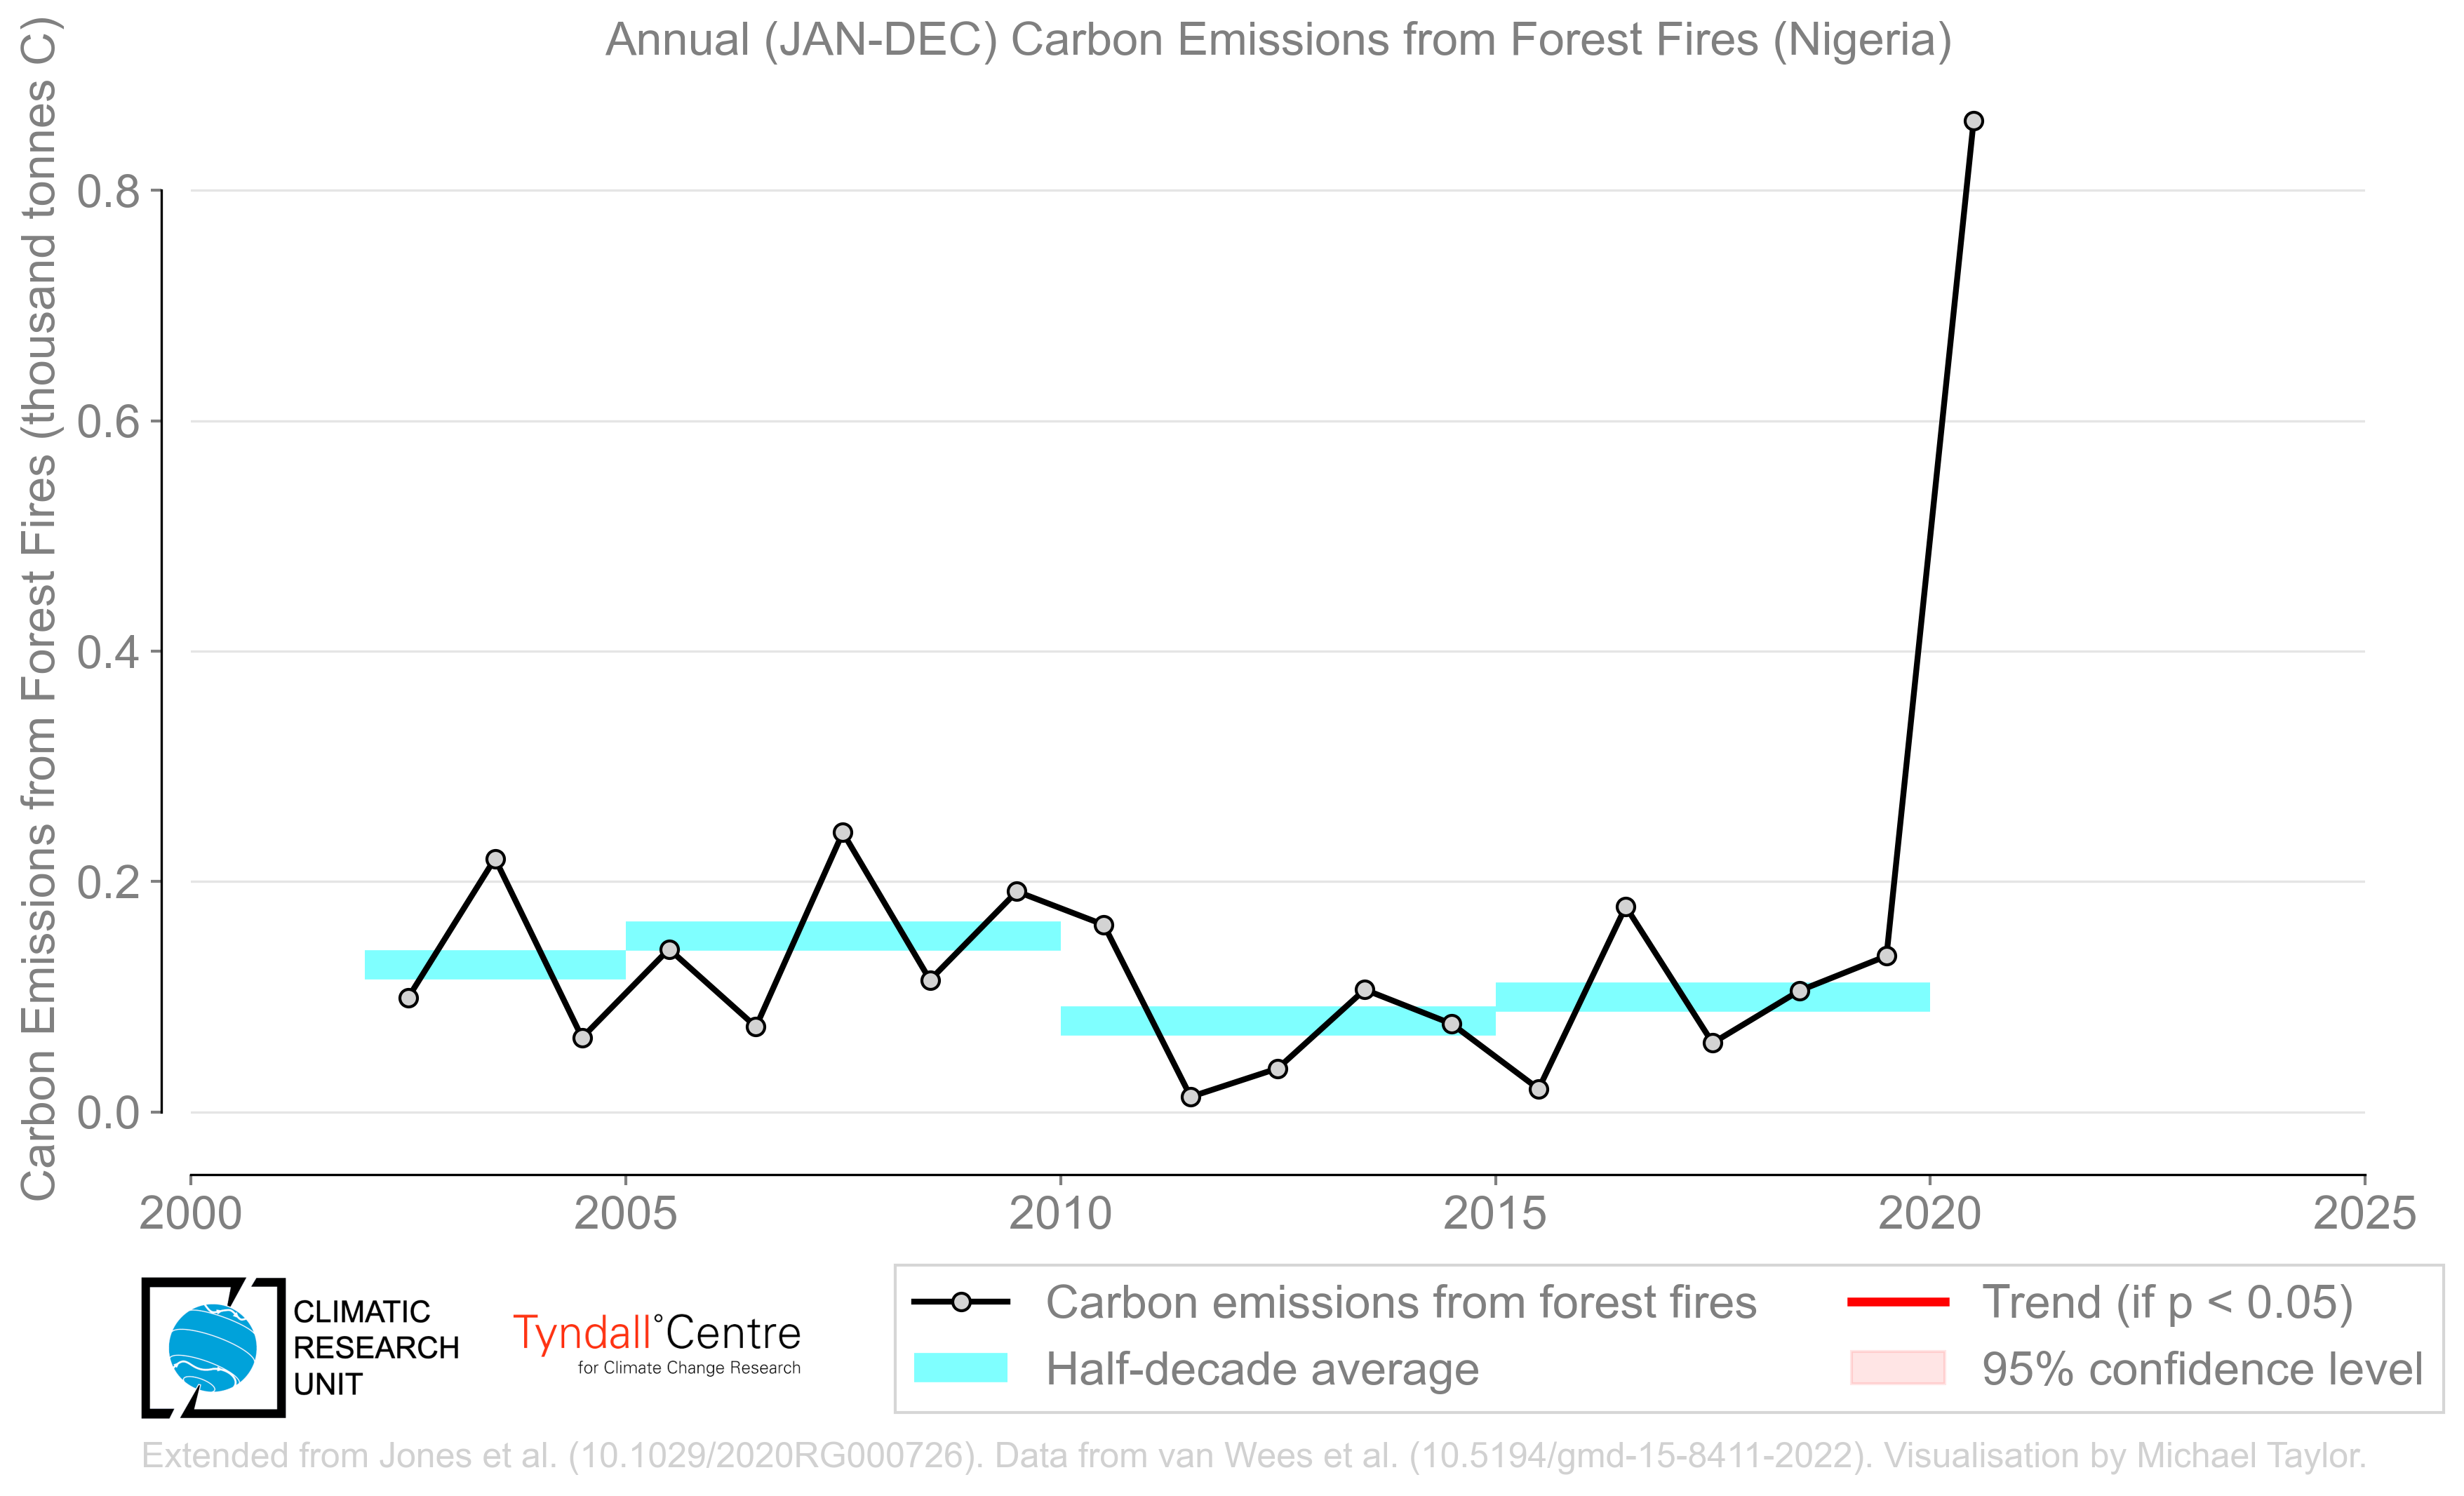 Annual (JAN-DEC) Carbon Emissions from Forest Fires (Nigeria)
Carbon Emissions from Forest Fires (thousand tonnes C)
0.8
0.6
0.4
0.2
0.0
2000
2005
2010
2015
2020
2025
CLIMATIC
RESEARCH
UNIT
Tyndall°Centre
for Climate Change Research
Carbon emissions from forest fires
Half-decade average
Trend (if p < 0.05)
95% confidence level
Extended from Jones et al. (10.1029/2020RG000726). Data from van Wees et al. (10.5194/gmd-15-8411-2022). Visualisation by Michael Taylor.